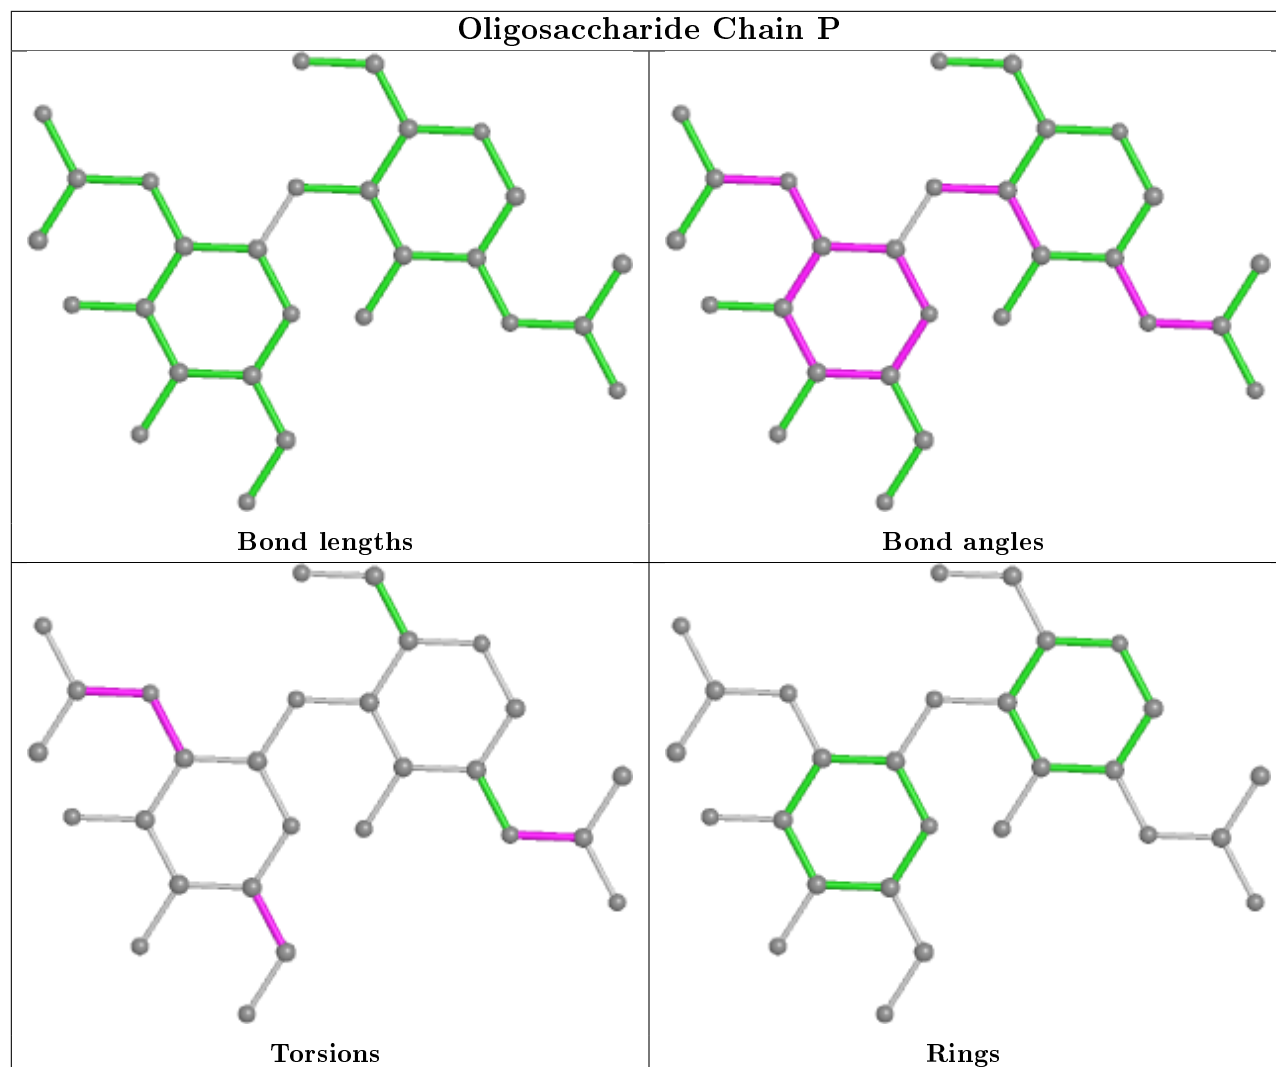 Oligosaccharide Chain P
Bond lengths
Bond angles
Torsions
Rings